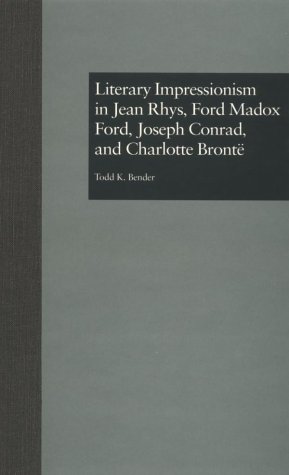 Literary Impressionism
in Jean Rhys, Ford Madox
Ford, Joseph Conrad,
and Charlotte Brontë
Todd K. Bender